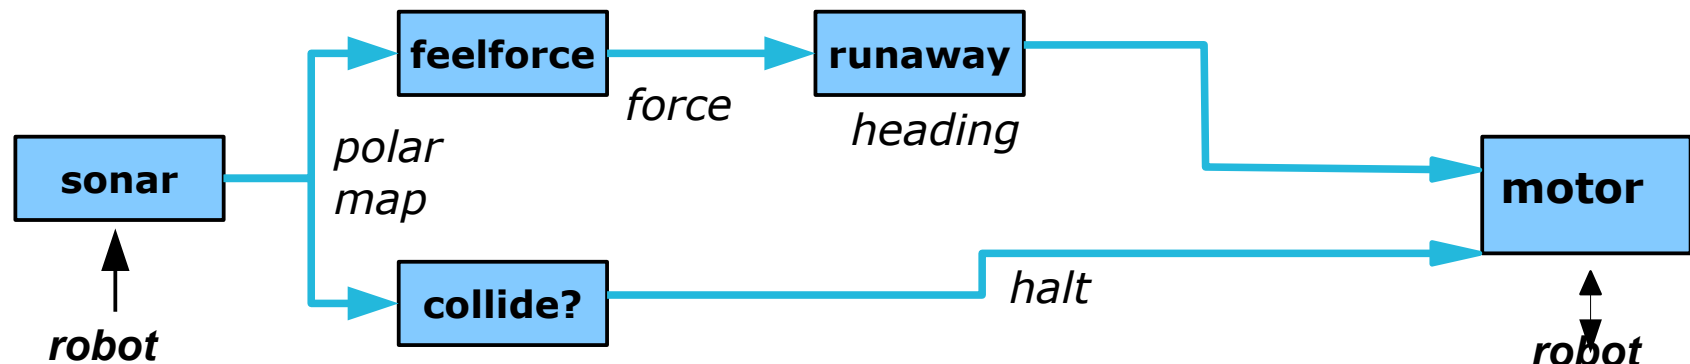 feelforce
runaway
force
heading
polar
map
sonar
motor
collide?
halt
robot
robot